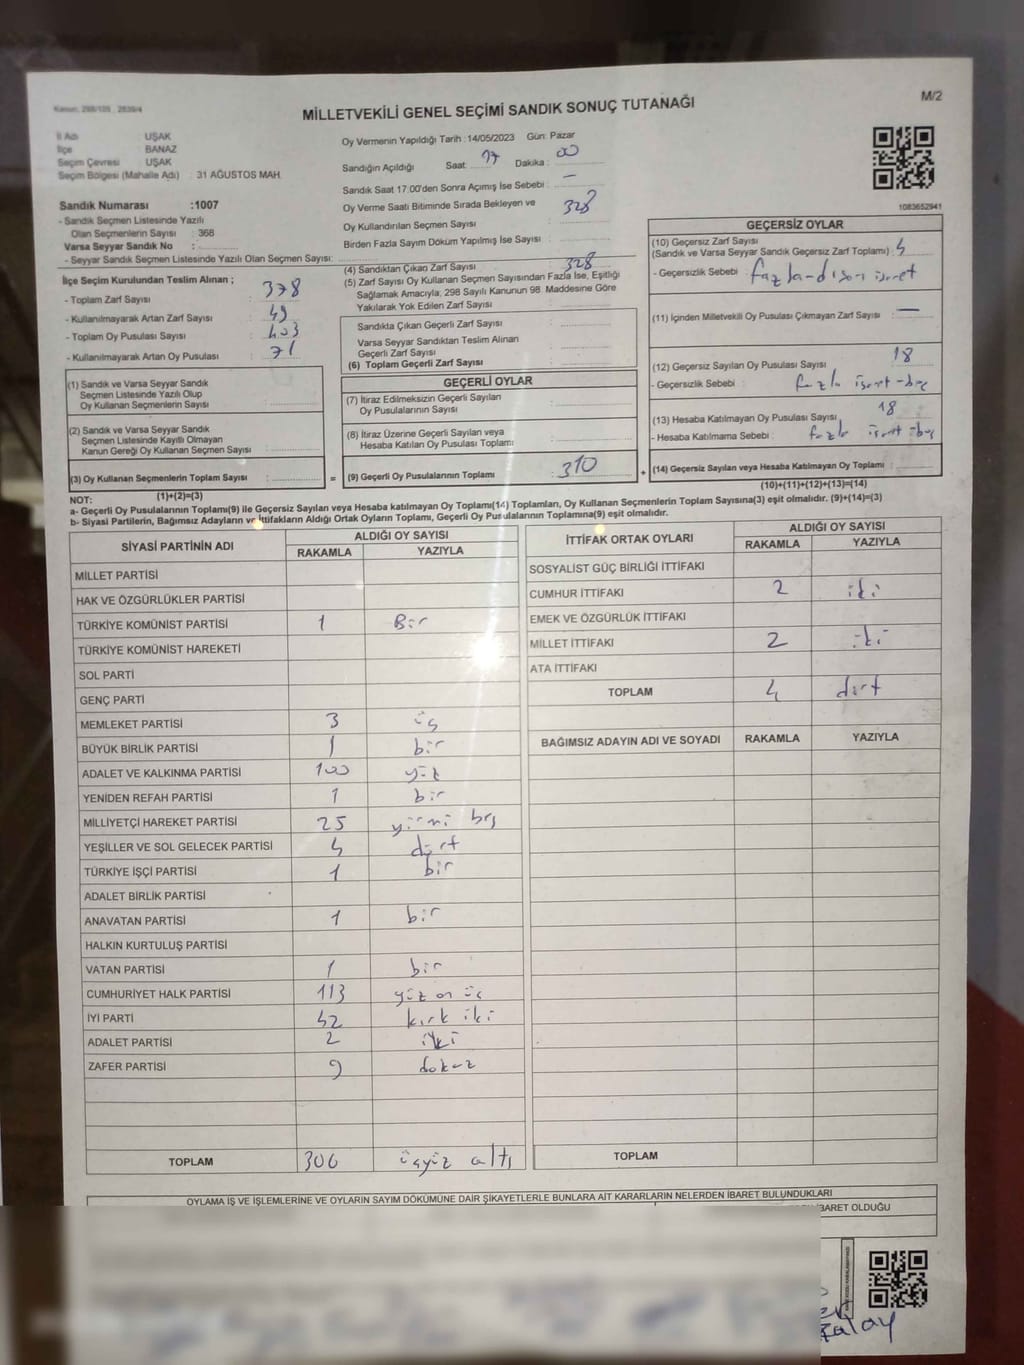 Kanun: 298/105 , 2839/4
M/2
MİLLETVEKİLİ GENEL SEÇİMİ SANDIK SONUÇ TUTANAĞI
İl Adı UŞAK
İlçe BANAZ
Seçim Çevresi UŞAK
Seçim Bölgesi (Mahalle Adı) : 31 AĞUSTOS MAH.
Sandık Numarası :1007
- Sandık Seçmen Listesinde Yazılı
Olan Seçmenlerin Sayısı : 368
Varsa Seyyar Sandık No :
- Seyyar Sandık Seçmen Listesinde Yazılı Olan Seçmen Sayısı:
Oy Vermenin Yapıldığı Tarih : 14/05/2023 Gün: Pazar
Sandığın Açıldığı Saat : 17 Dakika : 00
Sandık Saat 17:00'den Sonra Açımış İse Sebebi : —
Oy Verme Saati Bitiminde Sırada Bekleyen ve
Oy Kullandırılan Seçmen Sayısı : 328
Birden Fazla Sayım Döküm Yapılmış İse Sayısı :
1083652941
İlçe Seçim Kurulundan Teslim Alınan ;
- Toplam Zarf Sayısı : 378
- Kullanılmayarak Artan Zarf Sayısı : 49
- Toplam Oy Pusulası Sayısı : 403
- Kullanılmayarak Artan Oy Pusulası : 71
(4) Sandıktan Çıkan Zarf Sayısı : 328
(5) Zarf Sayısı Oy Kullanan Seçmen Sayısından Fazla İse, Eşitliği
Sağlamak Amacıyla, 298 Sayılı Kanunun 98. Maddesine Göre
Yakılarak Yok Edilen Zarf Sayısı :
Sandıkta Çıkan Geçerli Zarf Sayısı :
Varsa Seyyar Sandıktan Teslim Alınan
Geçerli Zarf Sayısı :
(6) Toplam Geçerli Zarf Sayısı :
GEÇERSİZ OYLAR
(10) Geçersiz Zarf Sayısı
(Sandık ve Varsa Seyyar Sandık Geçersiz Zarf Toplamı) :
- Geçersizlik Sebebi : fazla-dışarı işaret
(11) İçinden Milletvekili Oy Pusulası Çıkmayan Zarf Sayısı : —
(12) Geçersiz Sayılan Oy Pusulası Sayısı : 18
- Geçersizlik Sebebi : fazla işaret - boş
(13) Hesaba Katılmayan Oy Pusulası Sayısı : 18
- Hesaba Katılmama Sebebi : fazla işaret boş
(14) Geçersiz Sayılan veya Hesaba Katılmayan Oy Toplamı :
(10)+(11)+(12)+(13)=(14)
(1) Sandık ve Varsa Seyyar Sandık
Seçmen Listesinde Yazılı Olup
Oy Kullanan Seçmenlerin Sayısı :
(2) Sandık ve Varsa Seyyar Sandık
Seçmen Listesinde Kayıtlı Olmayan
Kanun Gereği Oy Kullanan Seçmen Sayısı :
(3) Oy Kullanan Seçmenlerin Toplam Sayısı :
(1)+(2)=(3)
=
GEÇERLİ OYLAR
(7) İtiraz Edilmeksizin Geçerli Sayılan
Oy Pusulalarının Sayısı :
(8) İtiraz Üzerine Geçerli Sayılan veya
Hesaba Katılan Oy Pusulası Toplamı :
(9) Geçerli Oy Pusulalarının Toplamı : 310
+
NOT:
a- Geçerli Oy Pusulalarının Toplamı(9) ile Geçersiz Sayılan veya Hesaba katılmayan Oy Toplamı(14) Toplamları, Oy Kullanan Seçmenlerin Toplam Sayısına(3) eşit olmalıdır. (9)+(14)=(3)
b- Siyasi Partilerin, Bağımsız Adayların ve İttifakların Aldığı Ortak Oyların Toplamı, Geçerli Oy Pusulalarının Toplamına(9) eşit olmalıdır.
SİYASİ PARTİNİN ADI ALDIĞI OY SAYISI
RAKAMLA YAZIYLA
MİLLET PARTİSİ
HAK VE ÖZGÜRLÜKLER PARTİSİ
TÜRKİYE KOMÜNİST PARTİSİ 1 Bir
TÜRKİYE KOMÜNİST HAREKETİ
SOL PARTİ
GENÇ PARTİ
MEMLEKET PARTİSİ 3 üç
BÜYÜK BİRLİK PARTİSİ 1 bir
ADALET VE KALKINMA PARTİSİ 100 yüz
YENİDEN REFAH PARTİSİ 1 bir
MİLLİYETÇİ HAREKET PARTİSİ 25 yirmi beş
YEŞİLLER VE SOL GELECEK PARTİSİ 4 dört
TÜRKİYE İŞÇİ PARTİSİ 1 bir
ADALET BİRLİK PARTİSİ
ANAVATAN PARTİSİ 1 bir
HALKIN KURTULUŞ PARTİSİ
VATAN PARTİSİ 1 bir
CUMHURİYET HALK PARTİSİ 113 yüz on üç
İYİ PARTİ 42 kırk iki
ADALET PARTİSİ 2 iki
ZAFER PARTİSİ 9 dokuz
TOPLAM 306 üçyüz altı
İTTİFAK ORTAK OYLARI ALDIĞI OY SAYISI
RAKAMLA YAZIYLA
SOSYALİST GÜÇ BİRLİĞİ İTTİFAKI
CUMHUR İTTİFAKI 2 iki
EMEK VE ÖZGÜRLÜK İTTİFAKI
MİLLET İTTİFAKI 2 iki
ATA İTTİFAKI
TOPLAM 4 dört
BAĞIMSIZ ADAYIN ADI VE SOYADI RAKAMLA YAZIYLA
TOPLAM
OYLAMA İŞ VE İŞLEMLERİNE VE OYLARIN SAYIM DÖKÜMÜNE DAİR ŞİKAYETLERLE BUNLARA AİT KARARLARIN NELERDEN İBARET BULUNDUKLARI
İBARET OLDUĞU